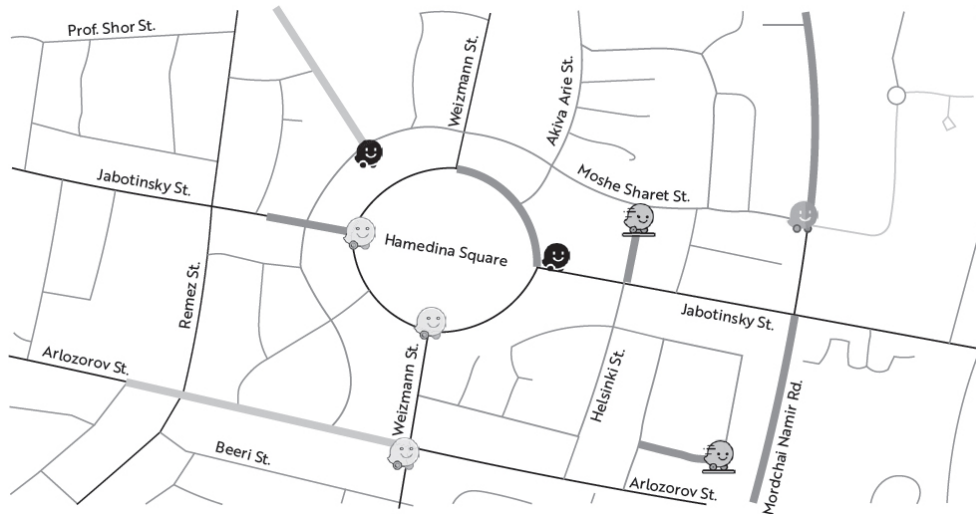 Prof. Shor St.
Weizmann St.
Akiva Arie St.
Moshe Sharet St.
Jabotinsky St.
Hamedina Square
Remez St.
Jabotinsky St.
Arlozorov St.
Weizmann St.
Helsinki St.
Mordchai Namir Rd.
Beeri St.
Arlozorov St.